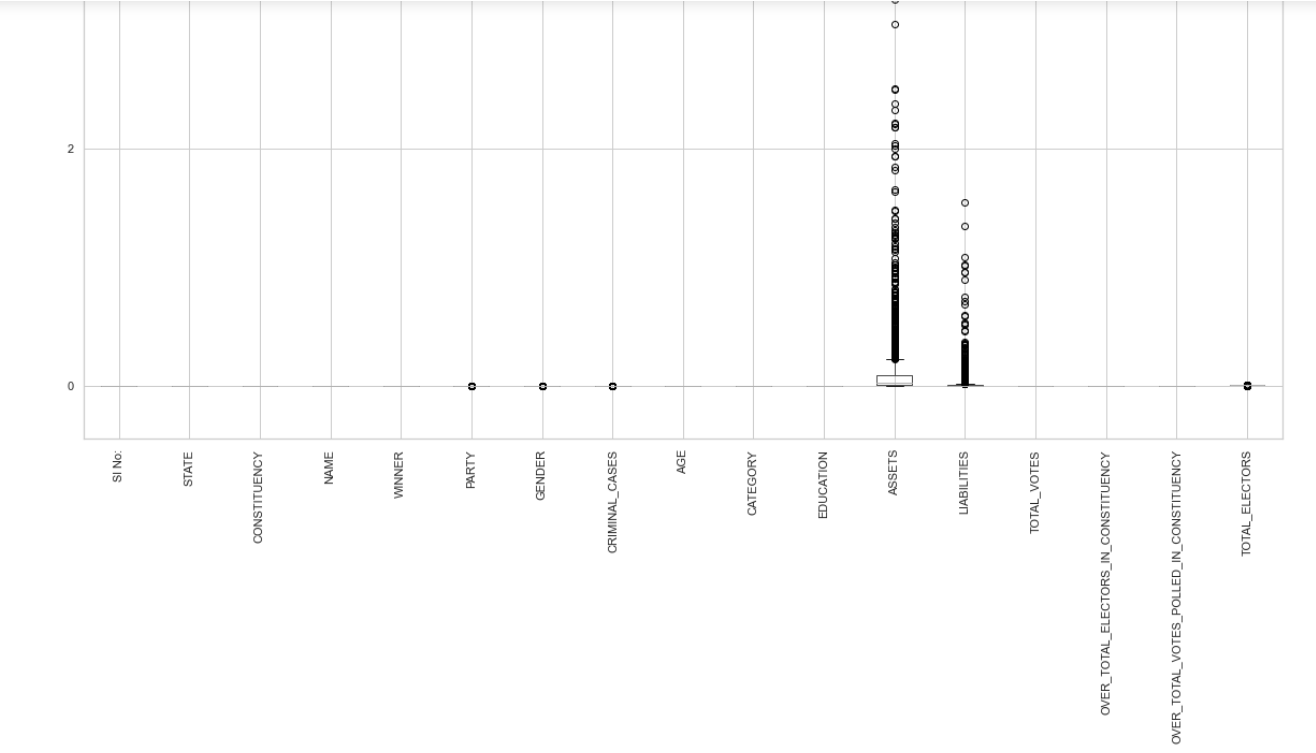 2
0
SI No:
STATE
CONSTITUENCY
NAME
WINNER
PARTY
GENDER
CRIMINAL_CASES
AGE
CATEGORY
EDUCATION
ASSETS
LIABILITIES
TOTAL_VOTES
OVER_TOTAL_ELECTORS_IN_CONSTITUENCY
OVER_TOTAL_VOTES_POLLED_IN_CONSTITUENCY
TOTAL_ELECTORS